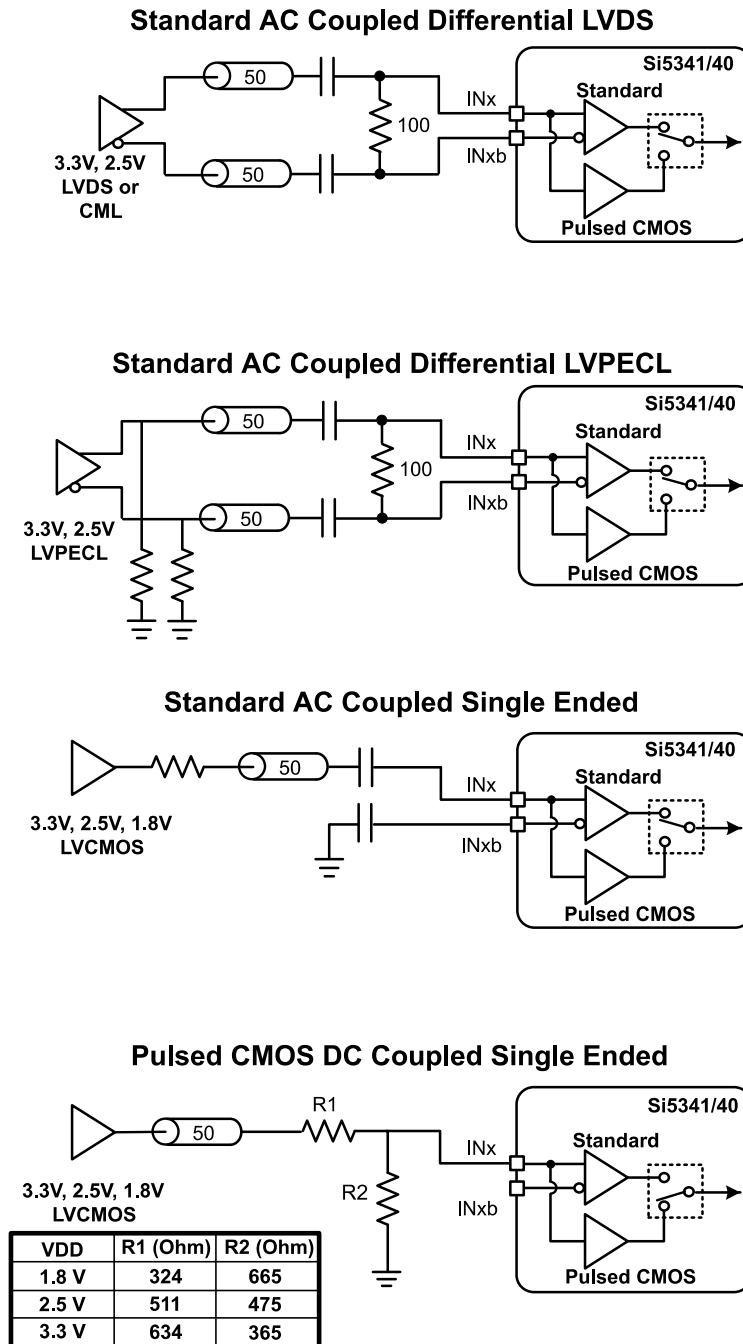 Standard AC Coupled Differential LVDS
Si5341/40
50
INx
Standard
100
3.3V, 2.5V
LVDS or
CML
50
INxb
Pulsed CMOS
Standard AC Coupled Differential LVPECL
Si5341/40
50
INx
Standard
100
50
INxb
3.3V, 2.5V
LVPECL
Pulsed CMOS
Standard AC Coupled Single Ended
Si5341/40
50
INx
Standard
3.3V, 2.5V, 1.8V
LVCMOS
INxb
Pulsed CMOS
Pulsed CMOS DC Coupled Single Ended
Si5341/40
R1
50
INx
Standard
3.3V, 2.5V, 1.8V
LVCMOS
R2
INxb
Pulsed CMOS
VDD R1 (Ohm) R2 (Ohm)
1.8 V 324 665
2.5 V 511 475
3.3 V 634 365